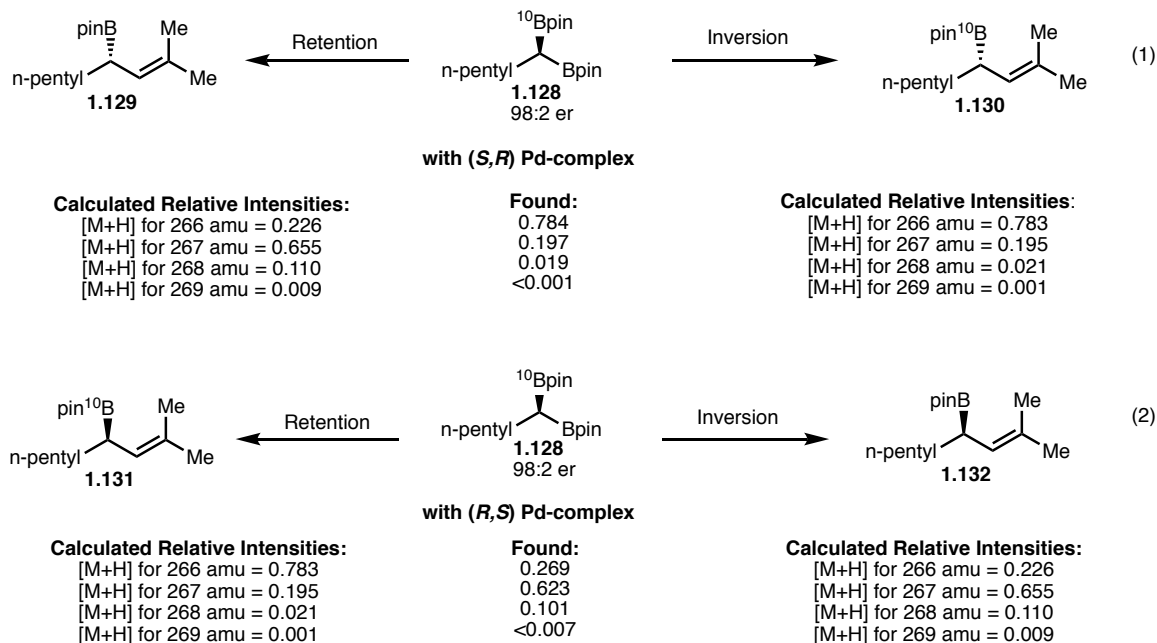 pinB Me
n-pentyl Me
1.129
Retention
¹⁰Bpin
n-pentyl Bpin
1.128
98:2 er
Inversion
pin¹⁰B Me
n-pentyl Me
1.130
(1)
with (S,R) Pd-complex
Calculated Relative Intensities:
[M+H] for 266 amu = 0.226
[M+H] for 267 amu = 0.655
[M+H] for 268 amu = 0.110
[M+H] for 269 amu = 0.009
Found:
0.784
0.197
0.019
<0.001
Calculated Relative Intensities:
[M+H] for 266 amu = 0.783
[M+H] for 267 amu = 0.195
[M+H] for 268 amu = 0.021
[M+H] for 269 amu = 0.001
pin¹⁰B Me
n-pentyl Me
1.131
Retention
¹⁰Bpin
n-pentyl Bpin
1.128
98:2 er
Inversion
pinB Me
n-pentyl Me
1.132
(2)
with (R,S) Pd-complex
Calculated Relative Intensities:
[M+H] for 266 amu = 0.783
[M+H] for 267 amu = 0.195
[M+H] for 268 amu = 0.021
[M+H] for 269 amu = 0.001
Found:
0.269
0.623
0.101
<0.007
Calculated Relative Intensities:
[M+H] for 266 amu = 0.226
[M+H] for 267 amu = 0.655
[M+H] for 268 amu = 0.110
[M+H] for 269 amu = 0.009